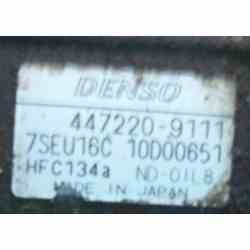 DENSO
447220-9111
7SEU16C 10D00651
HFC134a ND-OIL8
MADE IN JAPAN